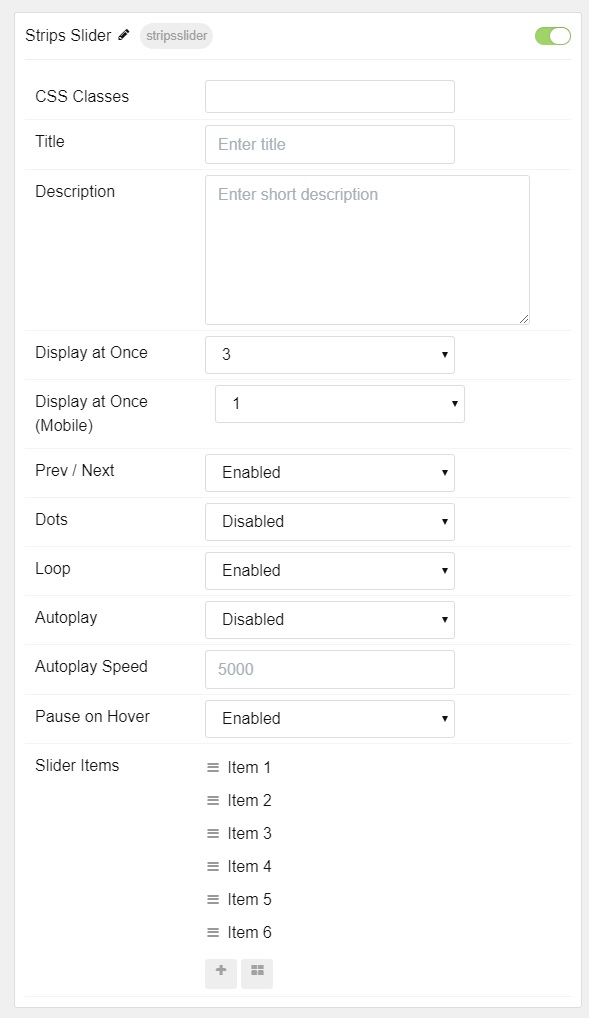 Strips Slider stripsslider
CSS Classes
Title Enter title
Description Enter short description
Display at Once 3
Display at Once
(Mobile) 1
Prev / Next Enabled
Dots Disabled
Loop Enabled
Autoplay Disabled
Autoplay Speed 5000
Pause on Hover Enabled
Slider Items Item 1
Item 2
Item 3
Item 4
Item 5
Item 6